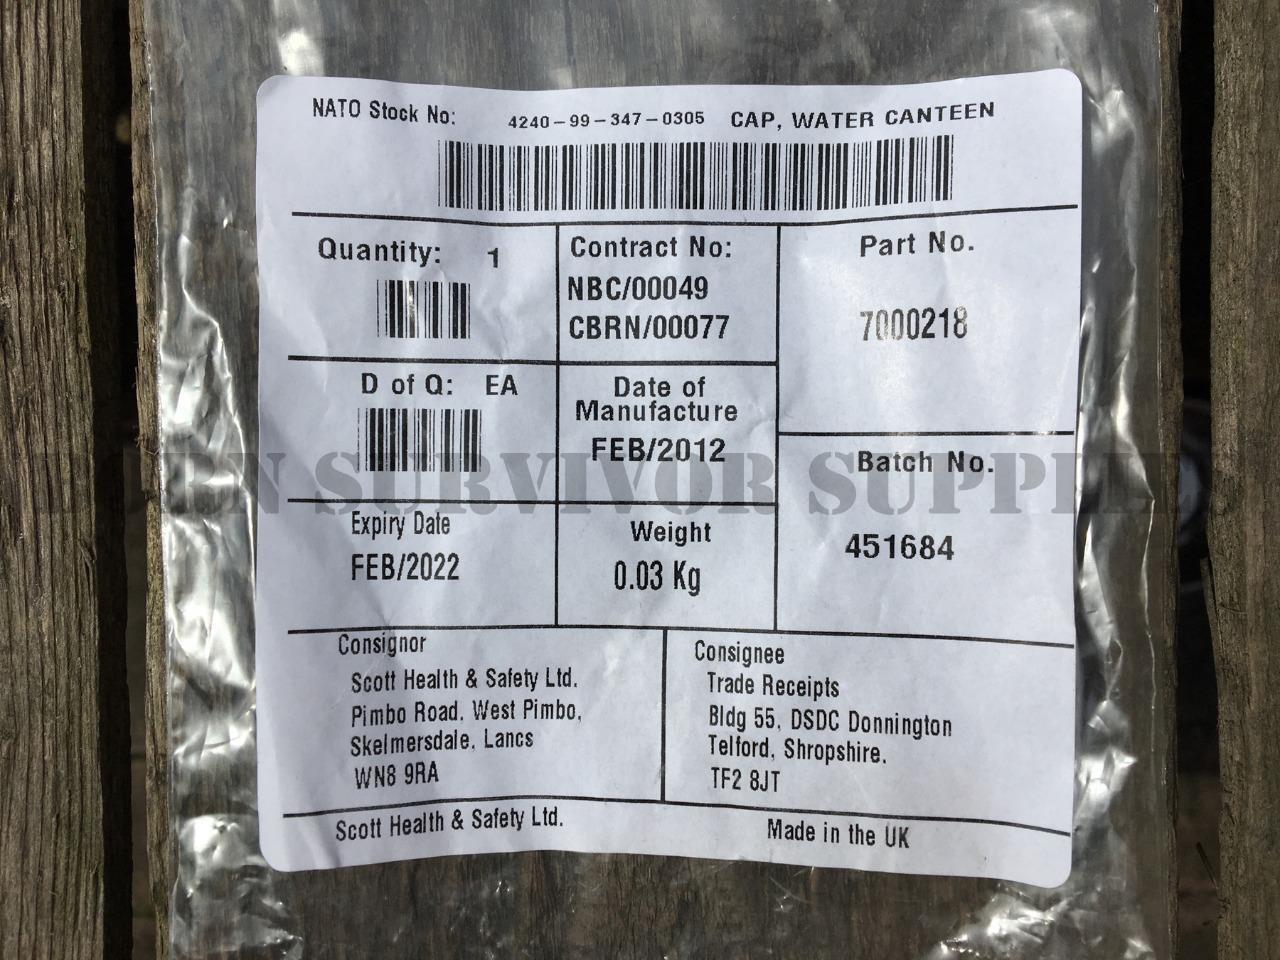 NATO Stock No: 4240-99-347-0305 CAP, WATER CANTEEN
Quantity: 1
Contract No:
NBC/00049
CBRN/00077
Part No.
7000218
D of Q: EA
Date of
Manufacture
FEB/2012
Batch No.
451684
Expiry Date
FEB/2022
Weight
0.03 Kg
Consignor
Scott Health & Safety Ltd.
Pimbo Road. West Pimbo,
Skelmersdale, Lancs
WN8 9RA
Consignee
Trade Receipts
Bldg 55, DSDC Donnington
Telford, Shropshire.
TF2 8JT
Scott Health & Safety Ltd. Made in the UK
SURVIVOR